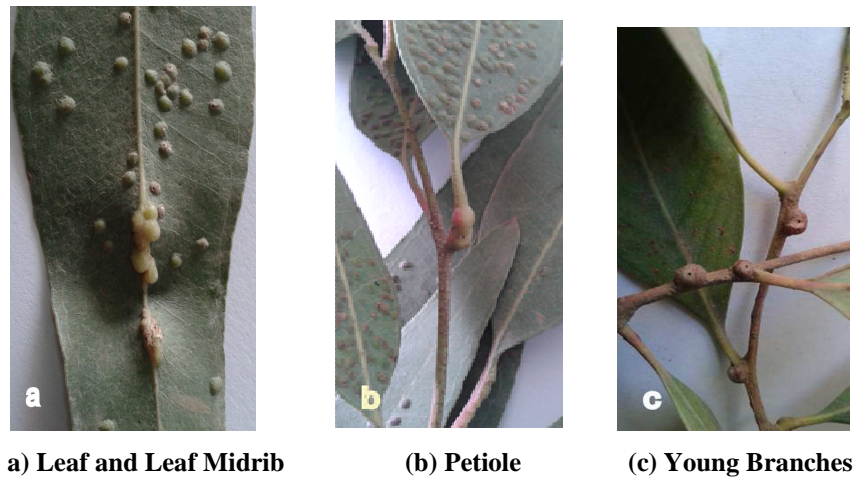 a
b
c
a) Leaf and Leaf Midrib
(b) Petiole
(c) Young Branches